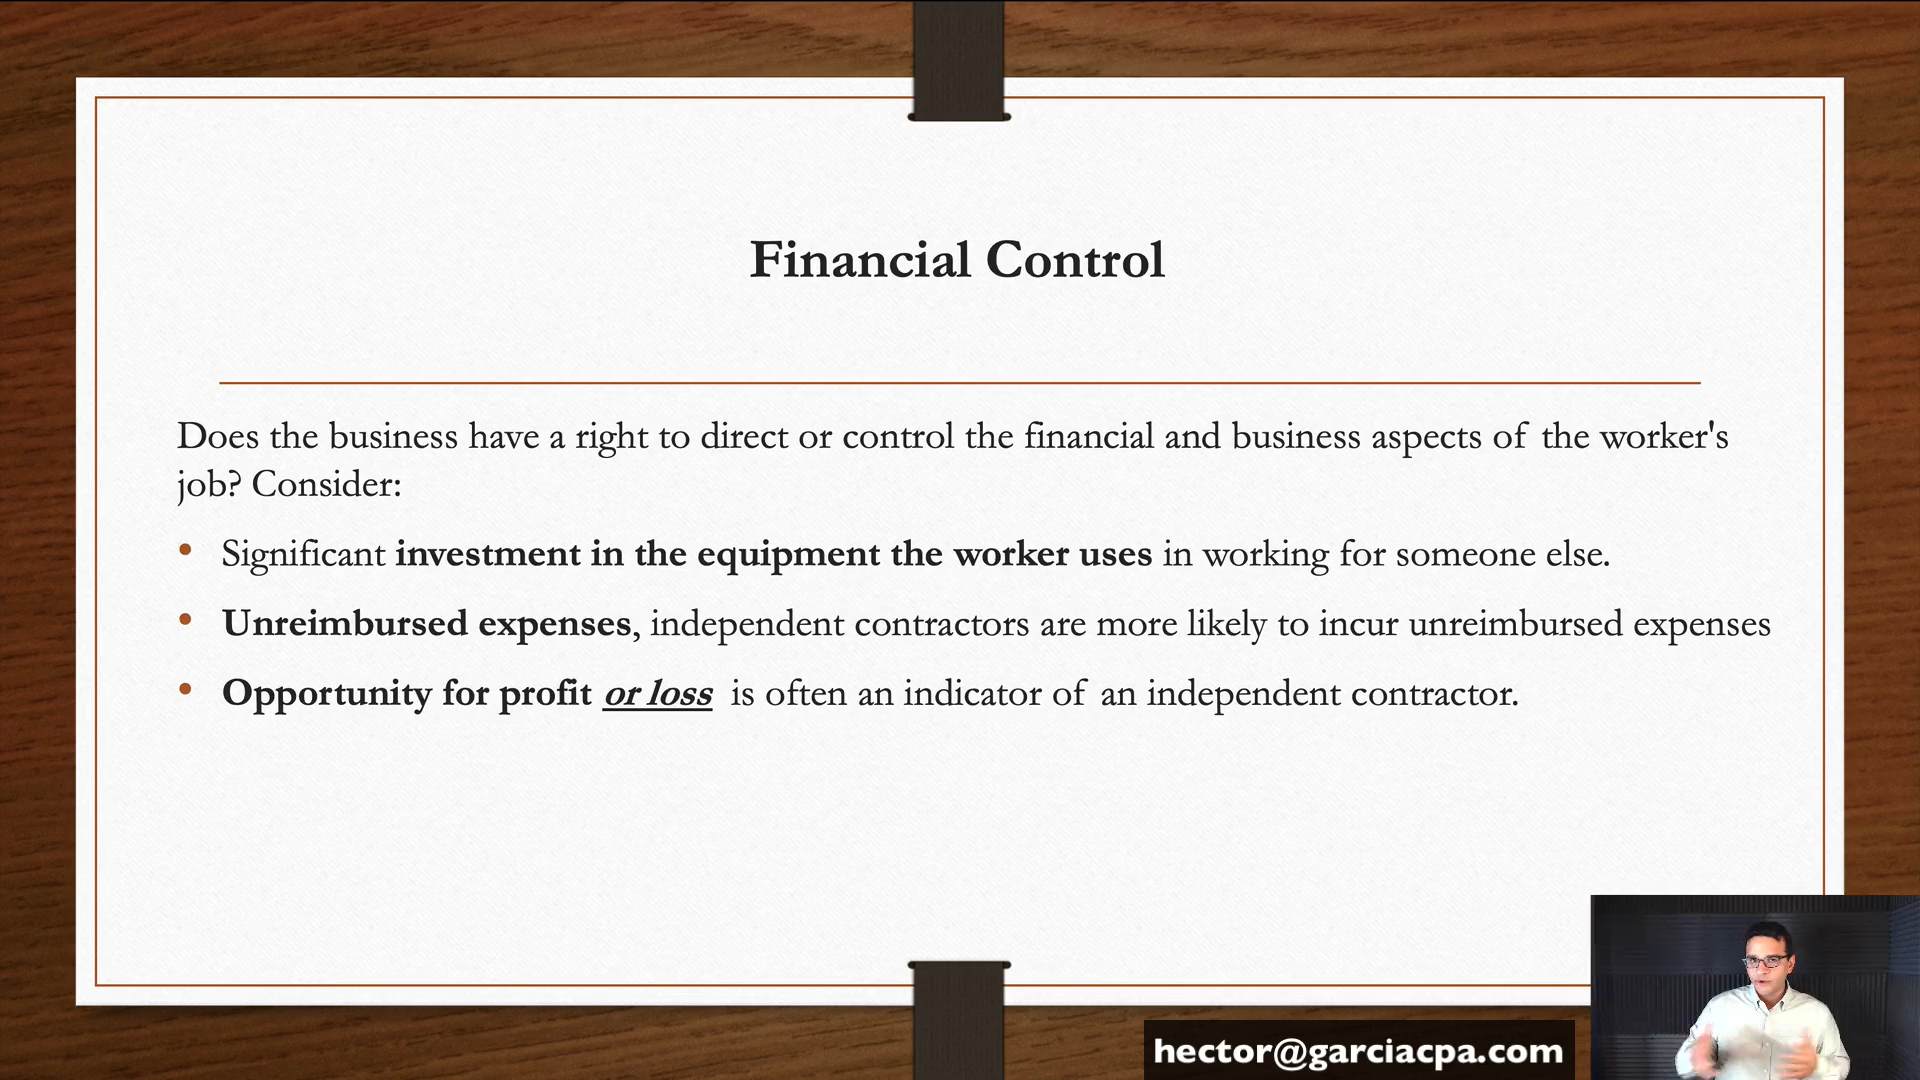 Financial Control
Does the business have a right to direct or control the financial and business aspects of the worker's
job? Consider:
• Significant investment in the equipment the worker uses in working for someone else.
• Unreimbursed expenses, independent contractors are more likely to incur unreimbursed expenses
• Opportunity for profit or loss is often an indicator of an independent contractor.
hector@garciacpa.com